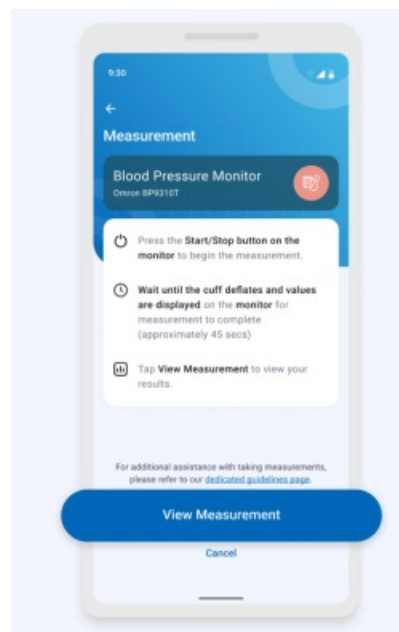 9:30
Measurement
Blood Pressure Monitor
Omron BP9310T
Press the Start/Stop button on the
monitor to begin the measurement.
Wait until the cuff deflates and values
are displayed on the monitor for
measurement to complete
(approximately 45 secs)
Tap View Measurement to view your
results.
For additional assistance with taking measurements,
please refer to our dedicated guidelines page.
View Measurement
Cancel